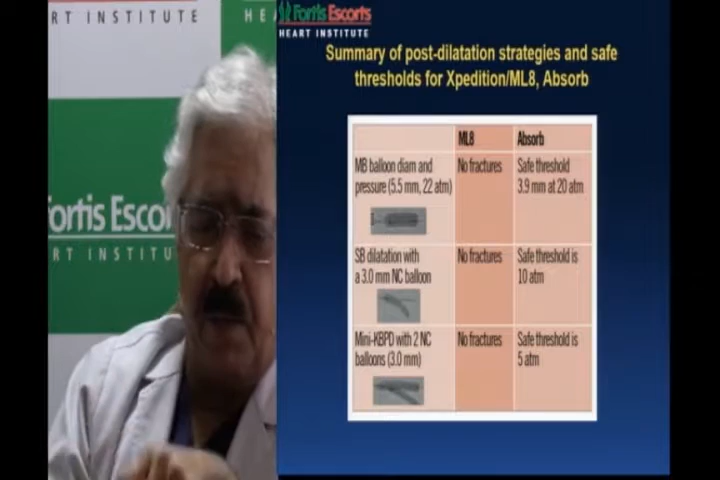 RT INSTITUTE
HE
Fortis Escorts
HEART INSTITUTE
Summary of post-dilatation strategies and safe
thresholds for Xpedition/ML8, Absorb
ML8
Absorb
MB balloon diam and
pressure (5.5 mm, 22 atm)
No fractures
Safe threshold
3.9 mm at 20 atm
SB dilatation with
a 3.0 mm NC balloon
No fractures
Safe threshold is
10 atm
Mini-KBPD with 2 NC
balloons (3.0 mm)
No fractures
Safe threshold is
5 atm
ortis Escor
RT INSTITU